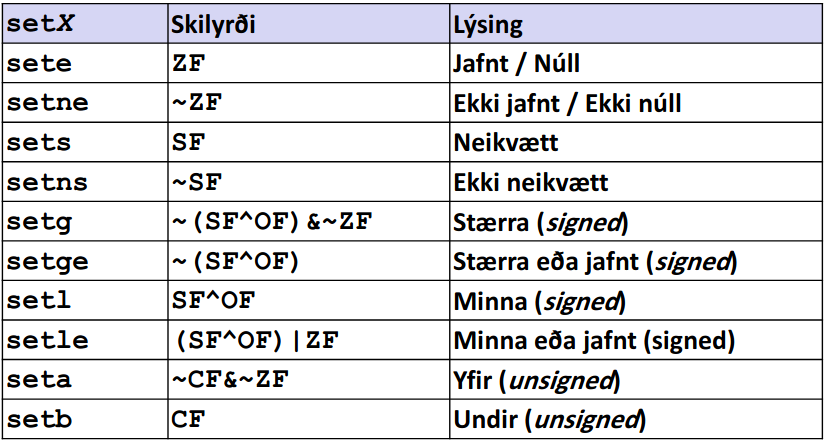 setX Skilyrði Lýsing
sete ZF Jafnt / Núll
setne ~ZF Ekki jafnt / Ekki núll
sets SF Neikvætt
setns ~SF Ekki neikvætt
setg ~(SF^OF)&~ZF Stærra (signed)
setge ~(SF^OF) Stærra eða jafnt (signed)
setl SF^OF Minna (signed)
setle (SF^OF)|ZF Minna eða jafnt (signed)
seta ~CF&~ZF Yfir (unsigned)
setb CF Undir (unsigned)